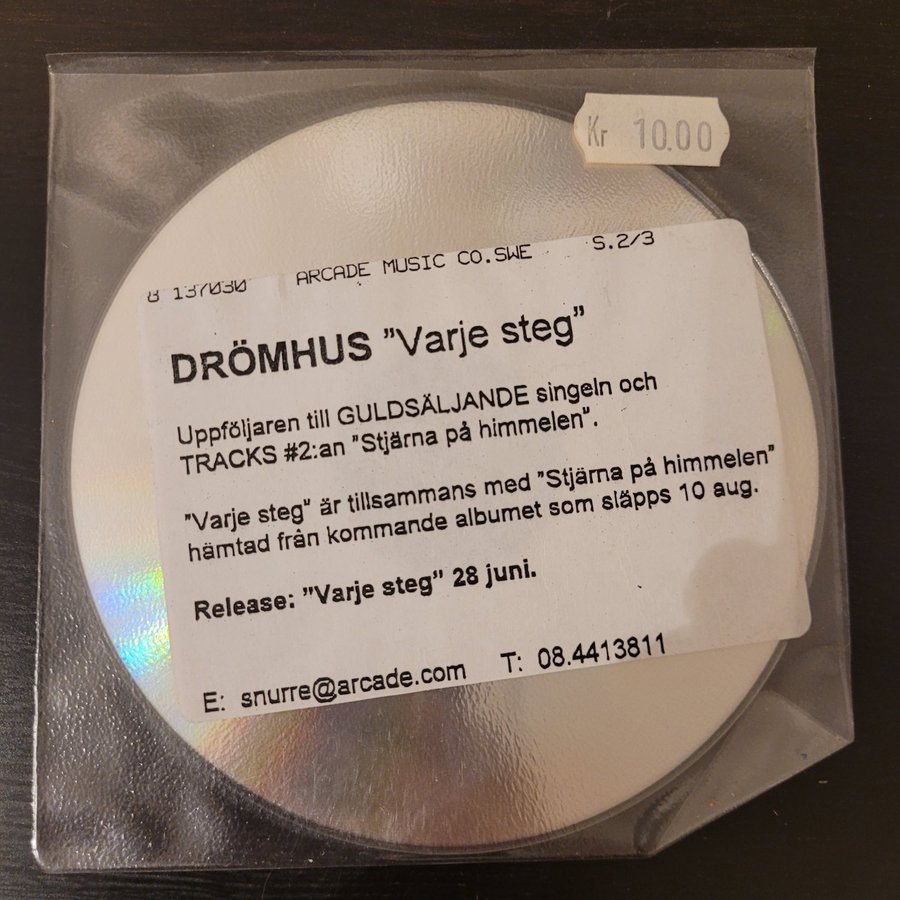 Kr 10.00
8 137030 ARCADE MUSIC CO.SWE S.2/3
DRÖMHUS ”Varje steg”
Uppföljaren till GULDSÄLJANDE singeln och
TRACKS #2:an ”Stjärna på himmelen”.
”Varje steg” är tillsammans med ”Stjärna på himmelen”
hämtad från kommande albumet som släpps 10 aug.
Release: ”Varje steg” 28 juni.
E: snurre@arcade.com T: 08.4413811